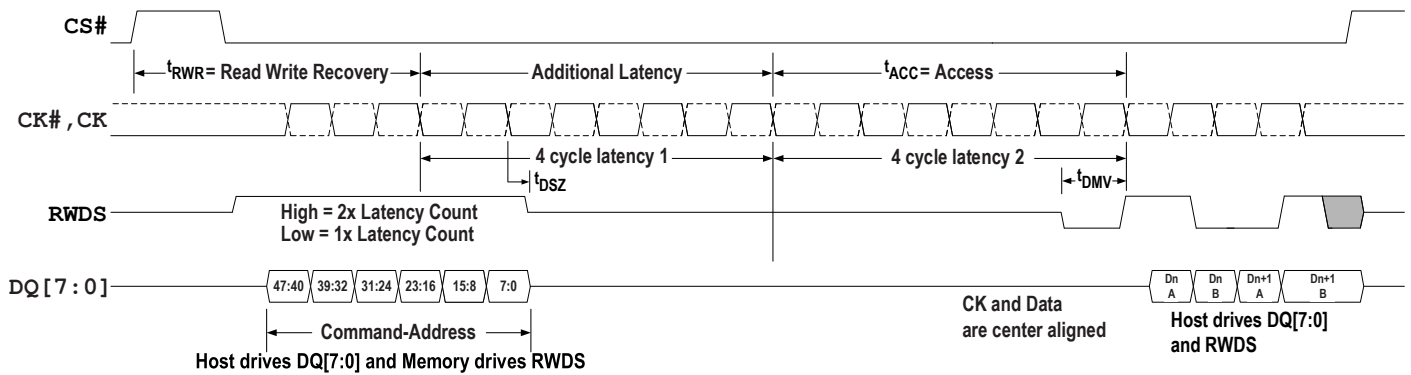 CS#
tRWR= Read Write Recovery
Additional Latency
tACC= Access
CK#,CK
4 cycle latency 1
4 cycle latency 2
tDSZ
tDMV
RWDS
High = 2x Latency Count
Low = 1x Latency Count
DQ[7:0]
47:40 39:32 31:24 23:16 15:8 7:0
Dn A
Dn B
Dn+1 A
Dn+1 B
CK and Data
are center aligned
Command-Address
Host drives DQ[7:0]
and RWDS
Host drives DQ[7:0] and Memory drives RWDS